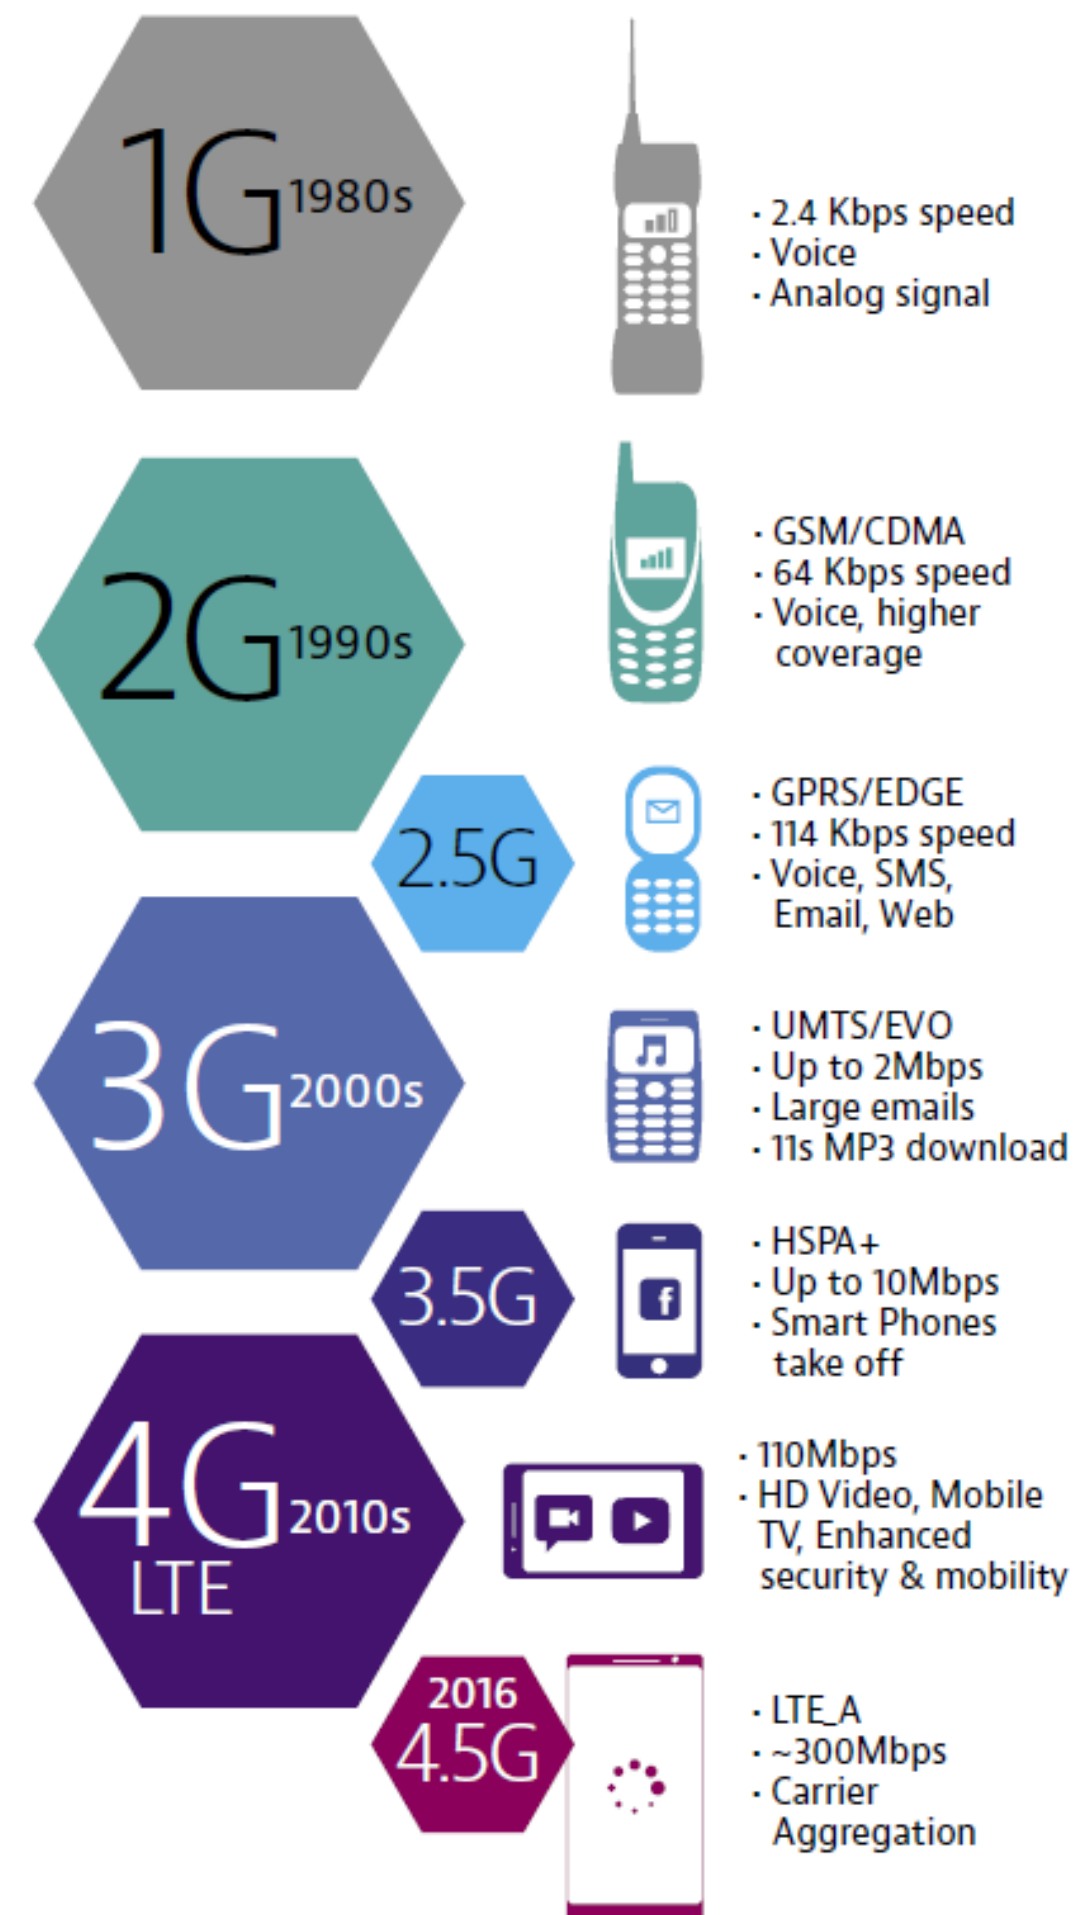 1G 1980s
· 2.4 Kbps speed
· Voice
· Analog signal
2G 1990s
· GSM/CDMA
· 64 Kbps speed
· Voice, higher
coverage
2.5G
· GPRS/EDGE
· 114 Kbps speed
· Voice, SMS,
Email, Web
3G 2000s
· UMTS/EVO
· Up to 2Mbps
· Large emails
· 11s MP3 download
3.5G
f
· HSPA+
· Up to 10Mbps
· Smart Phones
take off
4G 2010s
LTE
· 110Mbps
· HD Video, Mobile
TV, Enhanced
security & mobility
2016
4.5G
· LTE_A
· ~300Mbps
· Carrier
Aggregation